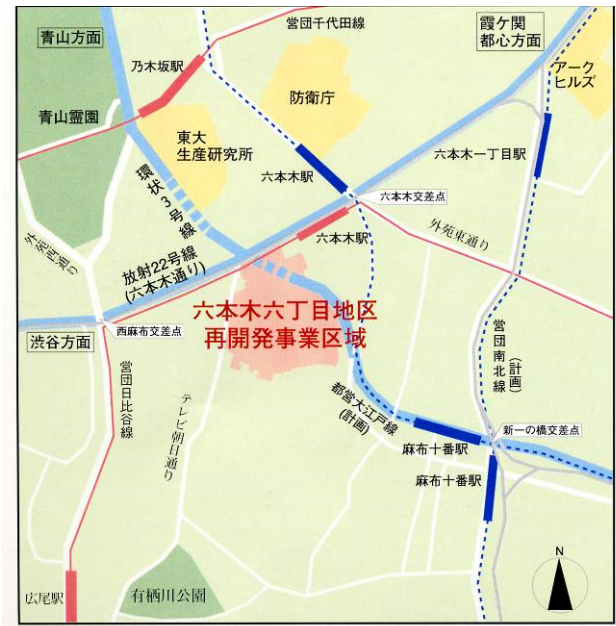 営団千代田線
霞ケ関
都心方面
青山方面
乃木坂駅
アーク
ヒルズ
防衛庁
青山霊園
東大
生産研究所
六本木一丁目駅
六本木駅
環状3号線
六本木交差点
外苑西通り
六本木駅
外苑東通り
放射22号線
(六本木通り)
六本木六丁目地区
再開発事業区域
西麻布交差点
渋谷方面
営団南北線
(計画)
営団日比谷線
都営大江戸線
(計画)
テレビ朝日通り
新一の橋交差点
麻布十番駅
麻布十番駅
N
広尾駅
有栖川公園